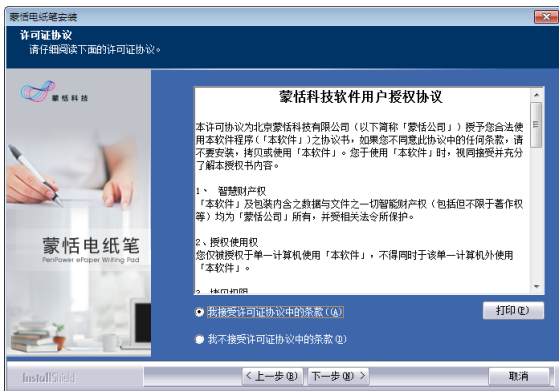 蒙恬电纸笔安装
许可证协议
请仔细阅读下面的许可证协议。
蒙恬科技
蒙恬科技软件用户授权协议
本许可协议为北京蒙恬科技有限公司（以下简称「蒙恬公司」）授予您合法使
用本软件程序(「本软件」)之协议书，如果您不同意此协议中的任何条款，请
不要安装，拷贝或使用「本软件」。您于使用「本软件」时，视同接受并充分
了解本授权书内容。
1、 智慧财产权
「本软件」及包装内含之数据与文件之一切智能财产权（包括但不限于著作权
等）均为「蒙恬公司」所有，并受相关法令所保护。
2、授权使用权
您仅被授权于单一计算机使用「本软件」，不得同时于该单一计算机外使用
「本软件」。
蒙恬电纸笔
PenPower ePaper Writing Pad
我接受许可证协议中的条款(A)
打印(P)
我不接受许可证协议中的条款(D)
InstallShield
< 上一步(B)
下一步(N) >
取消